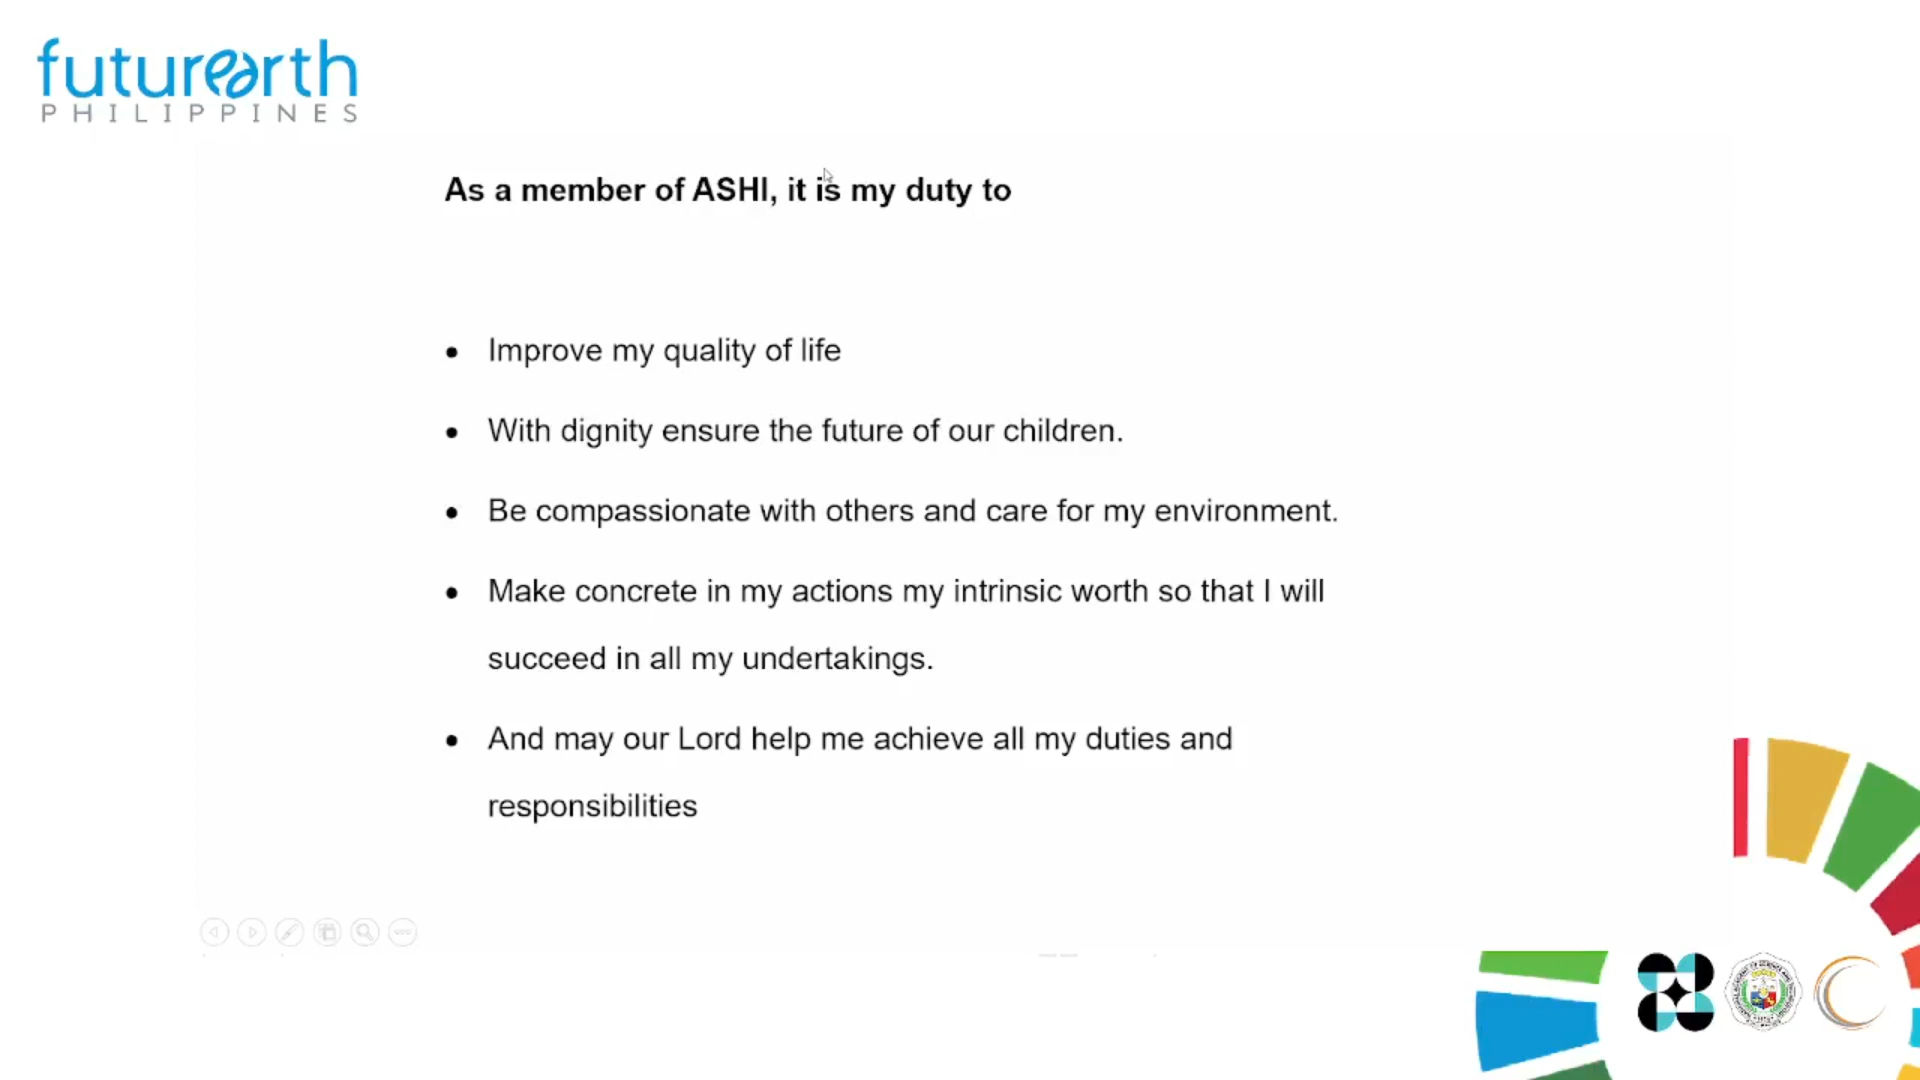 futurearth
PHILIPPINES
As a member of ASHI, it is my duty to
• Improve my quality of life
• With dignity ensure the future of our children.
• Be compassionate with others and care for my environment.
• Make concrete in my actions my intrinsic worth so that I will
succeed in all my undertakings.
• And may our Lord help me achieve all my duties and
responsibilities